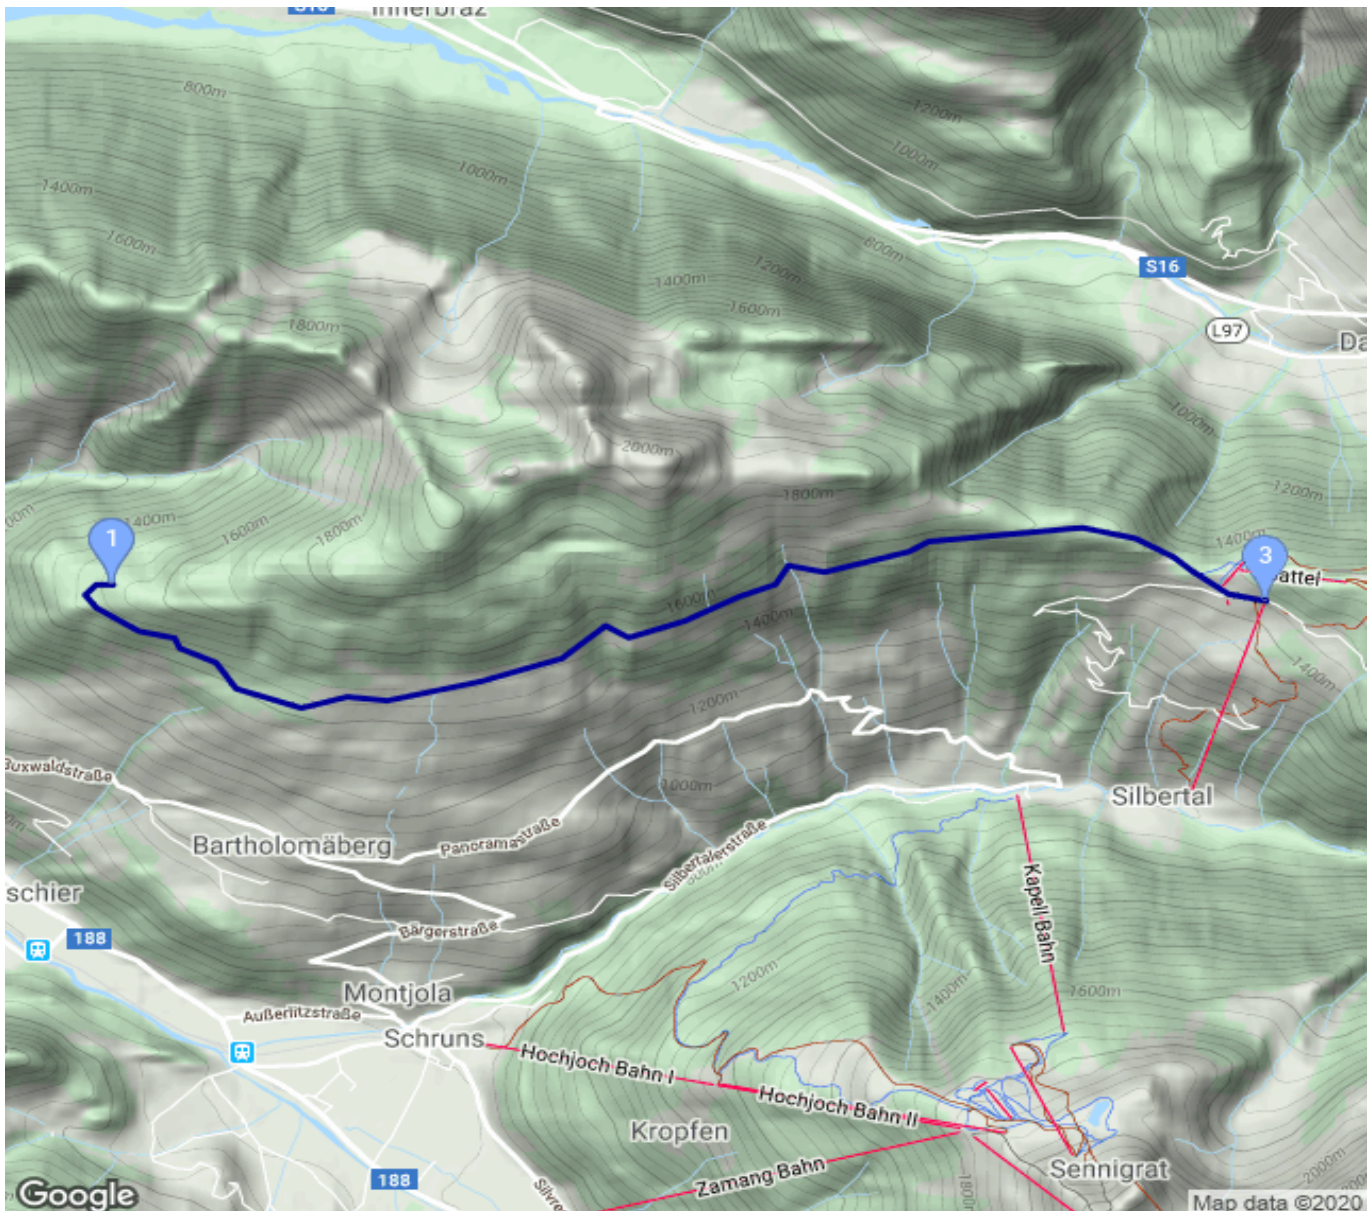 S16
Innerbraz
800m
1200m
1000m
1000m
1400m
1600m
800m
1200m
1400m
1600m
S16
1800m
L97
Da
1000m
2000m
1200m
1800m
1400m
1600m
1800m
1400m
1
3
attel
1600m
1400m
1400m
1200m
Buxwaldstraße
1000m
Silbertal
Bartholomäberg
Panoramastraße
Silbertalerstraße
schier
Kapell Bahn
188
Bärgerstraße
1200m
1400m
1600m
Montjola
Außerlitzstraße
Schruns
Hochjoch Bahn I
Hochjoch Bahn II
Kropfen
Zamang Bahn
Sennigrat
188
Silvre
1800m
2000m
Google
Map data ©2020